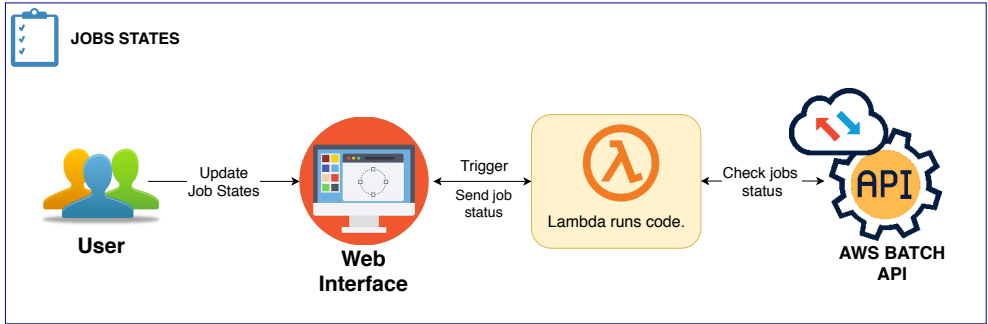 JOBS STATES
Update
Job States
Trigger
Send job
status
Check jobs
status
API
Lambda runs code.
User
Web
Interface
AWS BATCH
API